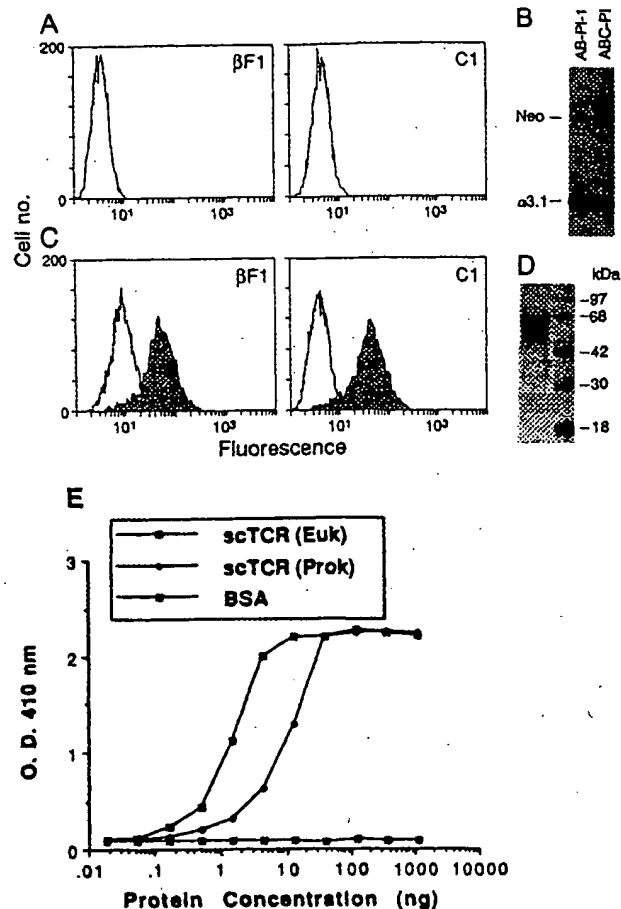 A
200
0
βF1
10¹
10³
C1
10¹
10³
Cell no.
B
AB-PI-1
ABC-PI
Neo –
α3.1 –
C
200
0
βF1
10¹
10³
C1
10¹
10³
Fluorescence
D
kDa
–97
–68
–42
–30
–18
E
scTCR (Euk)
scTCR (Prok)
BSA
3
2
1
0
O. D. 410 nm
.01
.1
1
10
100
1000
10000
Protein Concentration (ng)